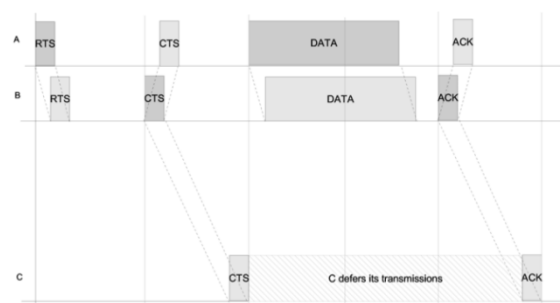 A RTS CTS DATA ACK
B RTS CTS DATA ACK
C CTS C defers its transmissions ACK